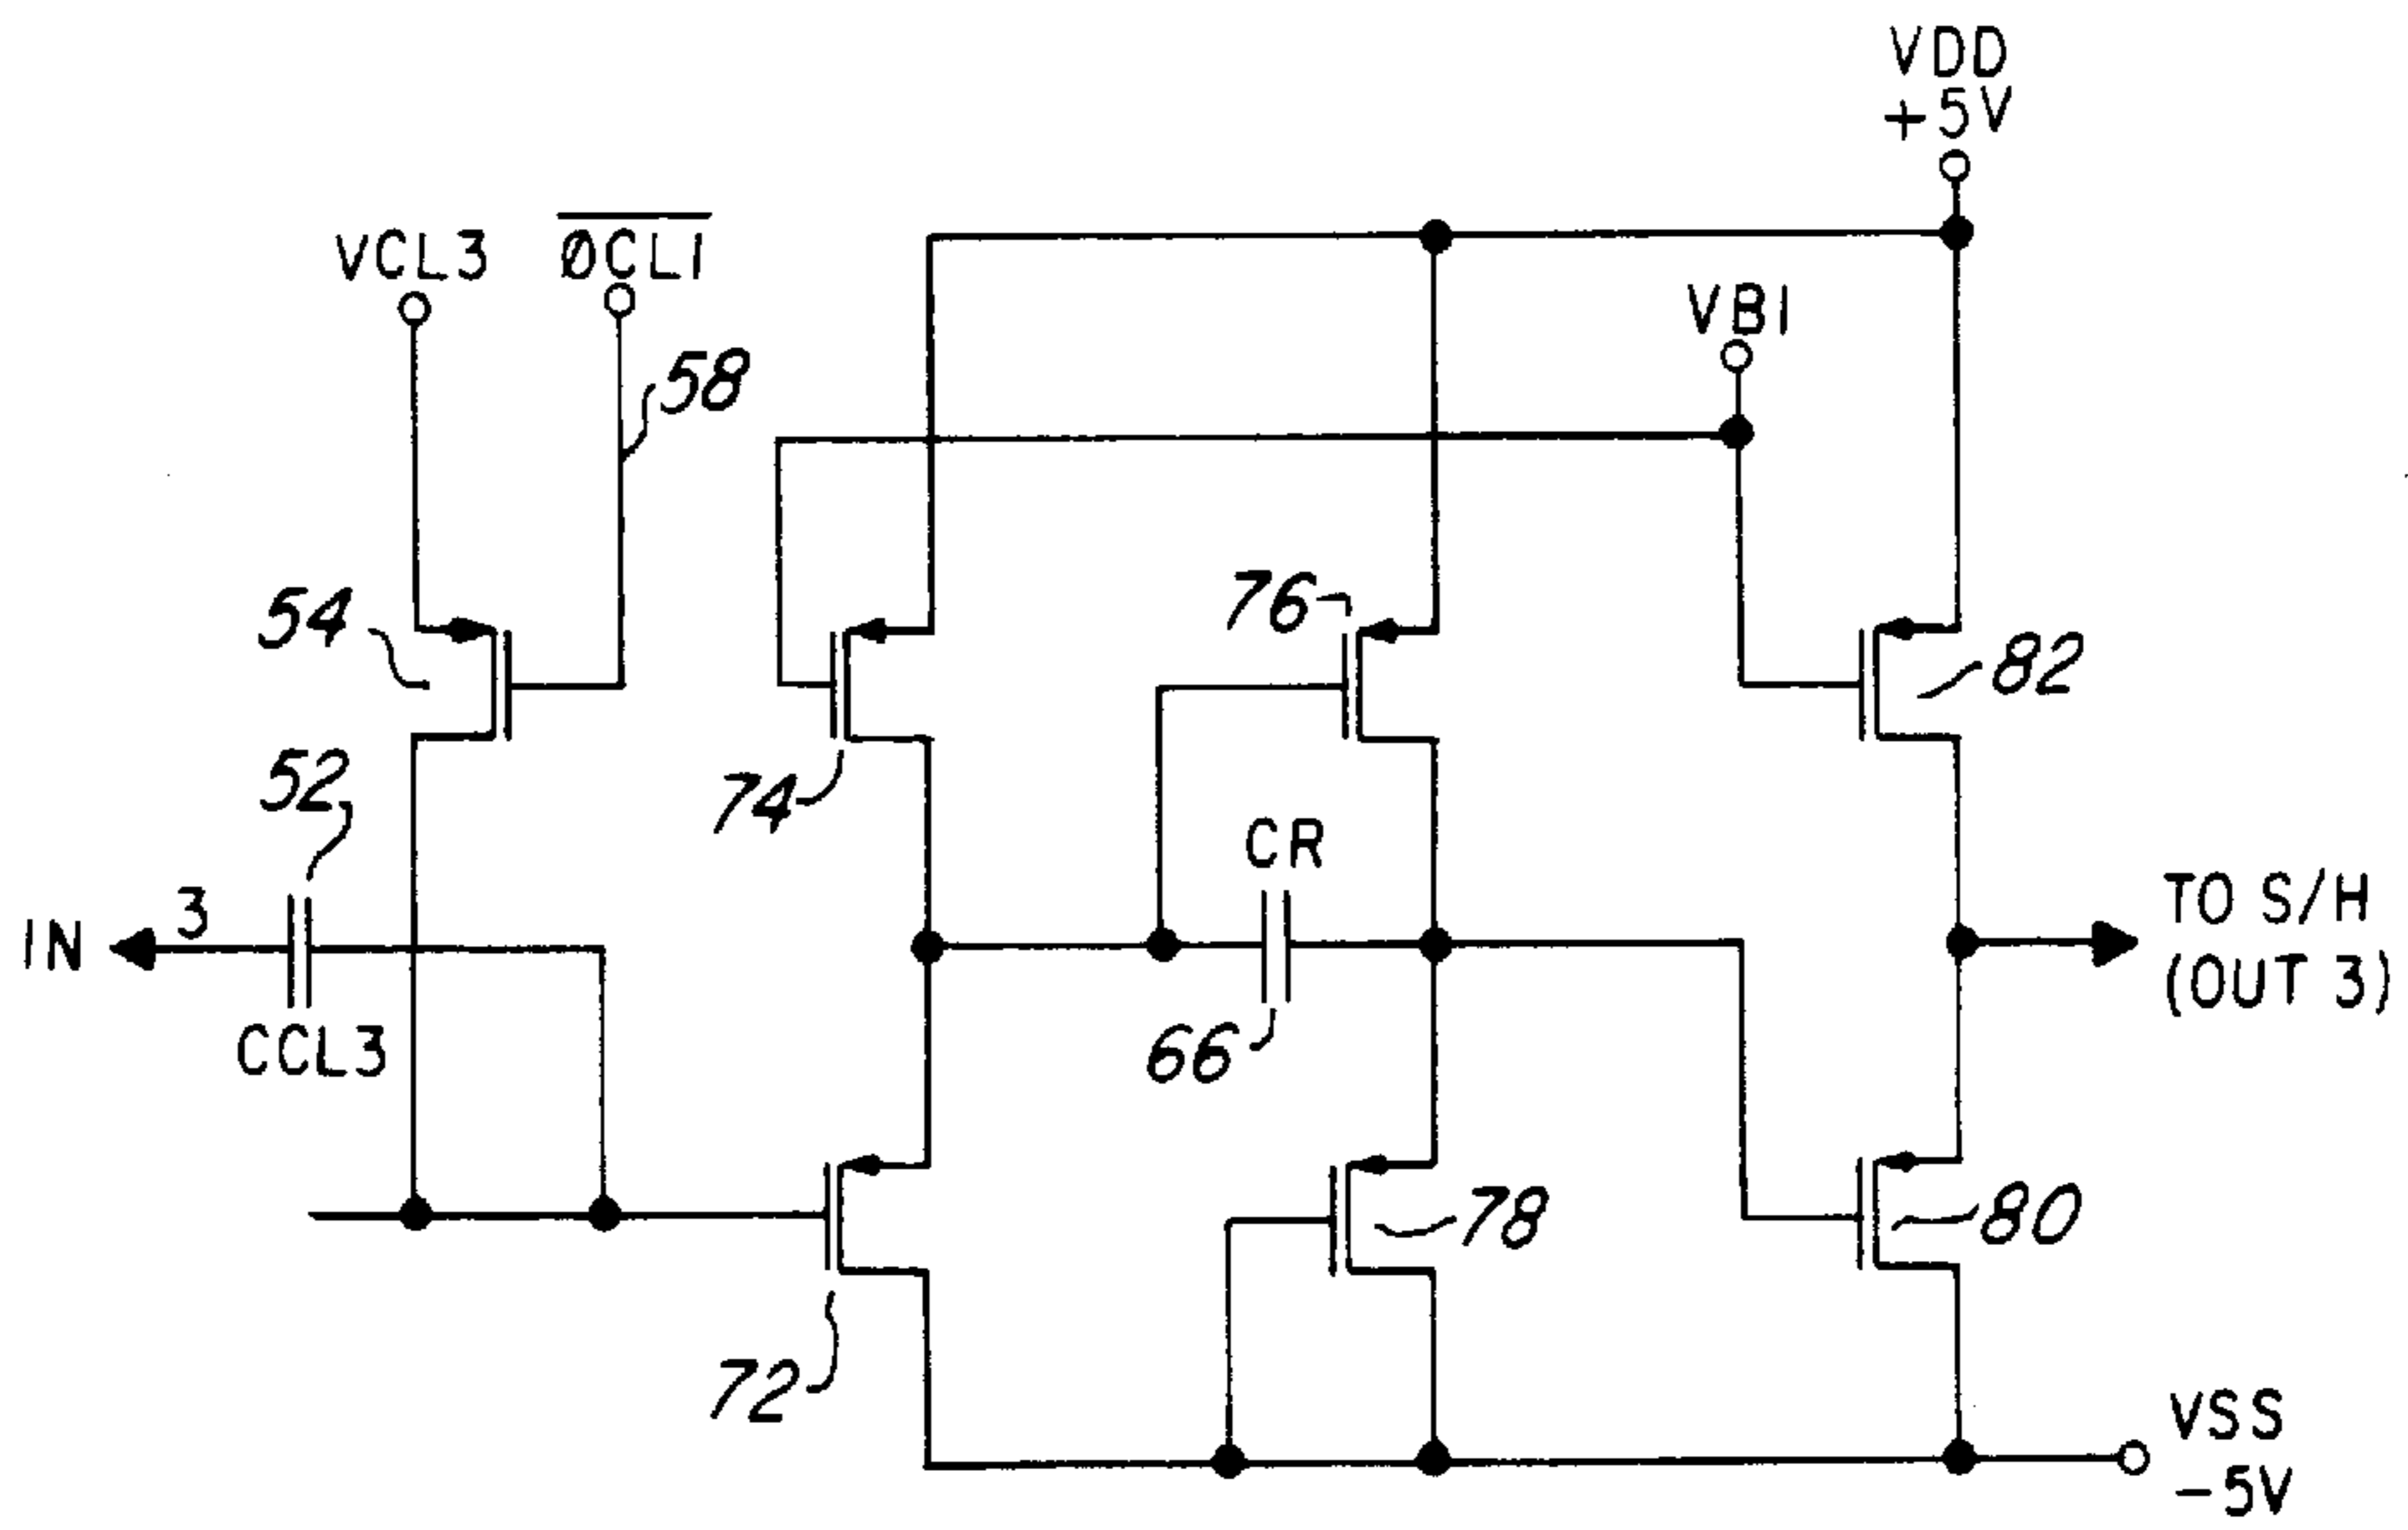 VDD
+5V
VCL3
ØCL1
VB1
58
54
76
82
52
74
CR
IN
3
TO S/H
(OUT 3)
CCL3
66
78
80
72
VSS
-5V